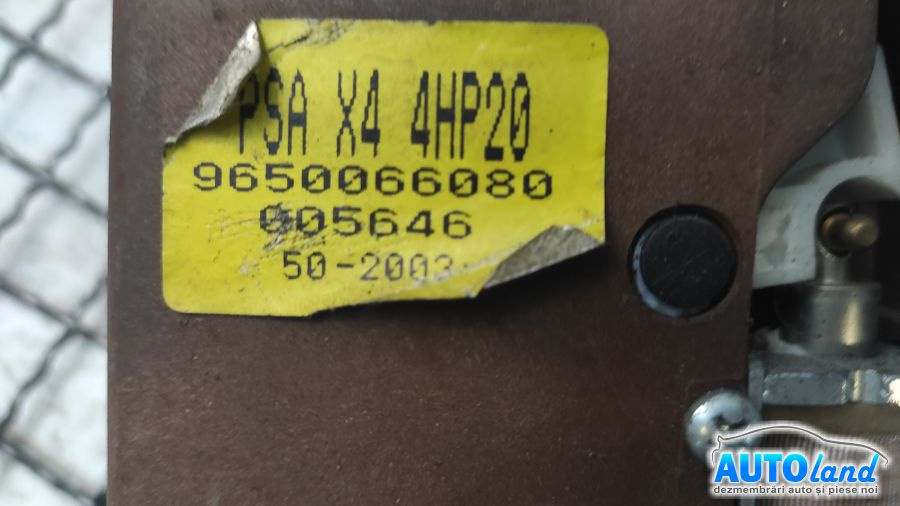 PSA X4 4HP20
9650066080
005646
50-2003
AUTOland
dezmembrări auto și piese noi